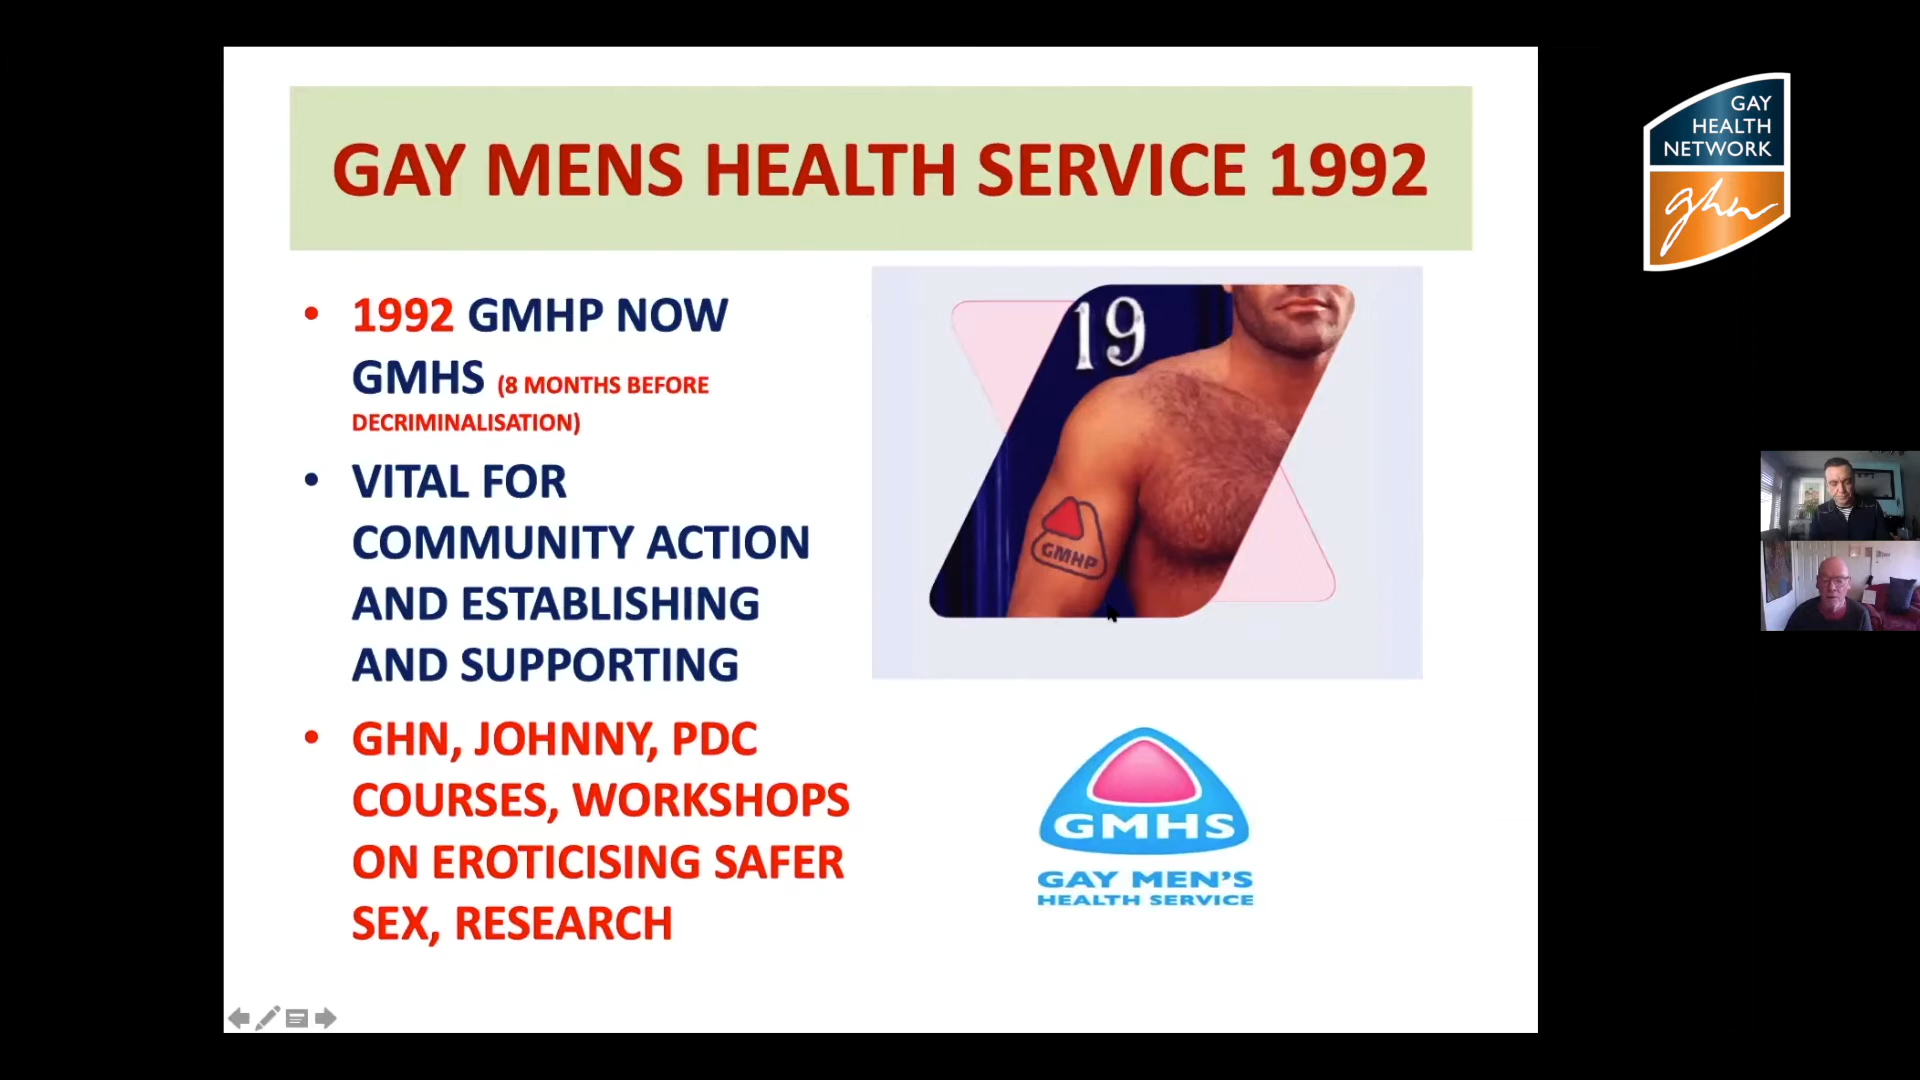 GAY MENS HEALTH SERVICE 1992
• 1992 GMHP NOW
GMHS (8 MONTHS BEFORE
DECRIMINALISATION)
• VITAL FOR
COMMUNITY ACTION
AND ESTABLISHING
AND SUPPORTING
• GHN, JOHNNY, PDC
COURSES, WORKSHOPS
ON EROTICISING SAFER
SEX, RESEARCH
19
GMHP
GMHS
GAY MEN'S
HEALTH SERVICE
GAY
HEALTH
NETWORK
ghn